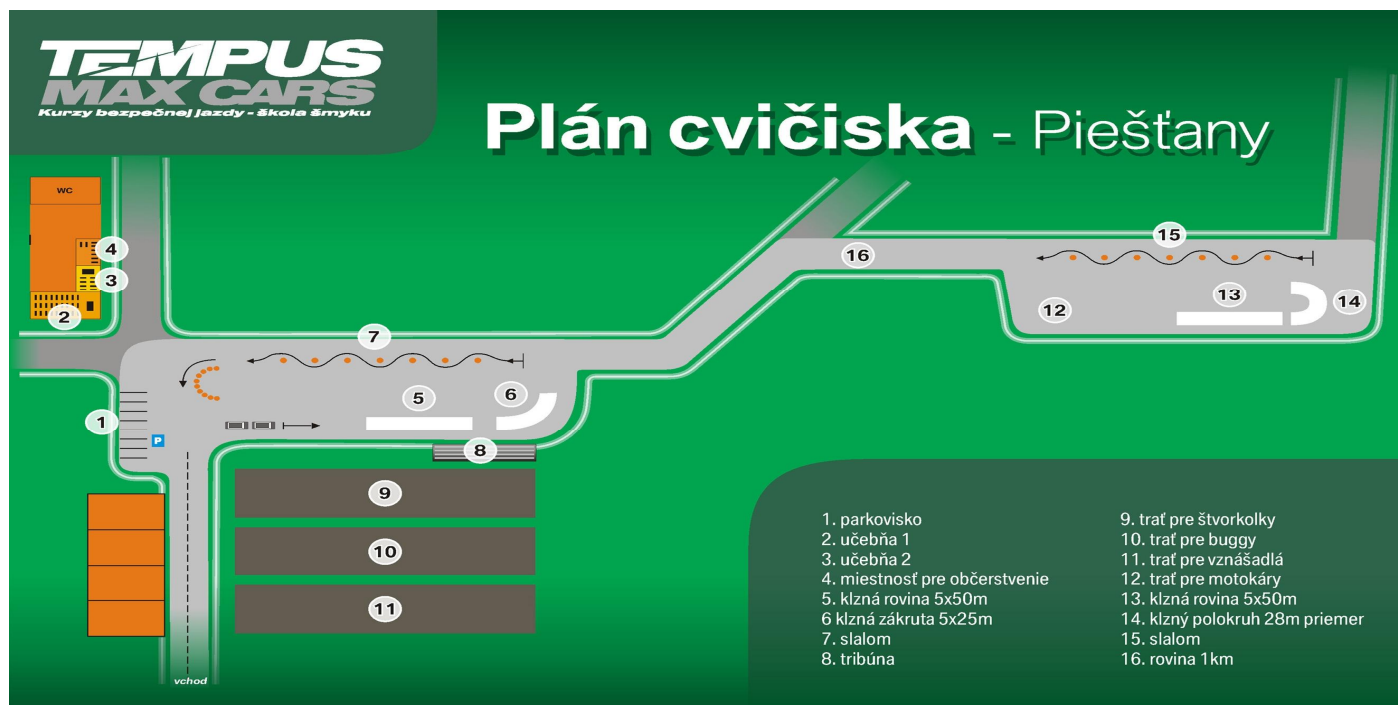 TEMPUS
MAX CARS
Kurzy bezpečnej jazdy - škola šmyku
Plán cvičiska - Piešťany
WC
4
3
2
1
P
7
5
6
8
9
10
11
vchod
16
15
12
13
14
1. parkovisko
2. učebňa 1
3. učebňa 2
4. miestnosť pre občerstvenie
5. klzná rovina 5x50m
6 klzná zákruta 5x25m
7. slalom
8. tribúna
9. trať pre štvorkolky
10. trať pre buggy
11. trať pre vznášadlá
12. trať pre motokáry
13. klzná rovina 5x50m
14. klzný polokruh 28m priemer
15. slalom
16. rovina 1km